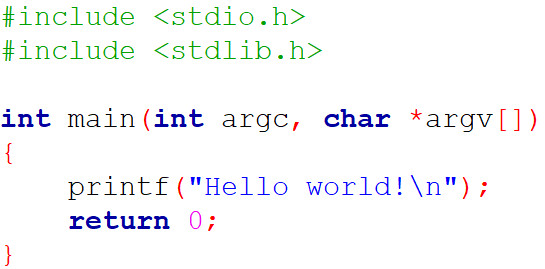 #include <stdio.h>
#include <stdlib.h>

int main(int argc, char *argv[])
{
    printf("Hello world!\n");
    return 0;
}